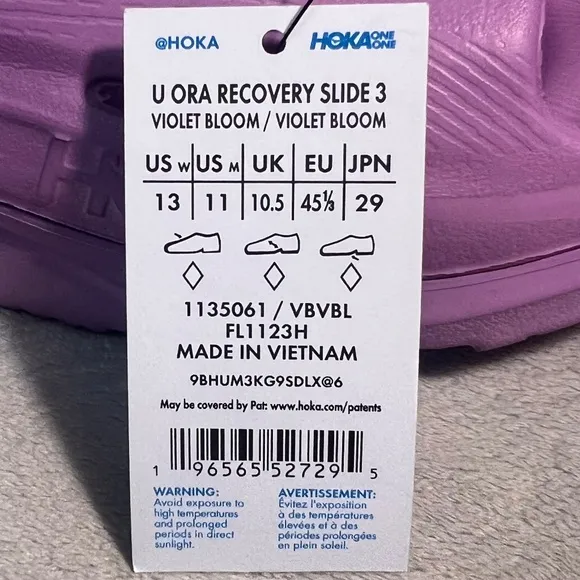 @HOKA HOKA ONE ONE
U ORA RECOVERY SLIDE 3
VIOLET BLOOM / VIOLET BLOOM
US W US M UK EU JPN
13 11 10.5 45⅓ 29
1135061 / VBVBL
FL1123H
MADE IN VIETNAM
9BHUM3KG9SDLX@6
May be covered by Pat: www.hoka.com/patents
1 96565 52729 5
WARNING:
Avoid exposure to
high temperatures
and prolonged
periods in direct
sunlight.
AVERTISSEMENT:
Évitez l'exposition
à des températures
élevées et à des
périodes prolongées
en plein soleil.